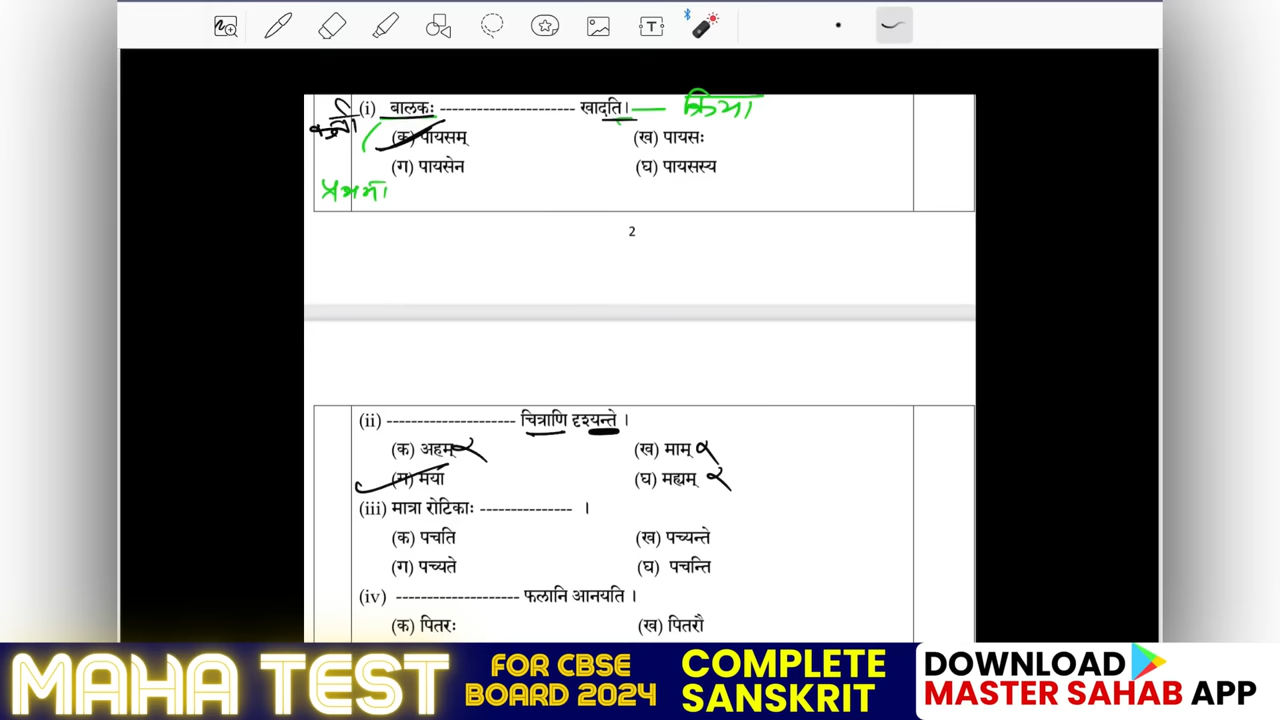 कर्ता (i) बालकः ----------------------- खादति। — क्रिया
(क) पायसम् (ख) पायसः
(ग) पायसेन (घ) पायसस्य
प्रथमा
2
(ii) --------------------- चित्राणि दृश्यन्ते ।
(क) अहम् (ख) माम्
(ग) मया (घ) मह्यम्
(iii) मात्रा रोटिकाः --------------- ।
(क) पचति (ख) पच्यन्ते
(ग) पच्यते (घ) पचन्ति
(iv) -------------------- फलानि आनयति ।
(क) पितरः (ख) पितरौ
MAHA TEST FOR CBSE BOARD 2024 COMPLETE SANSKRIT DOWNLOAD MASTER SAHAB APP